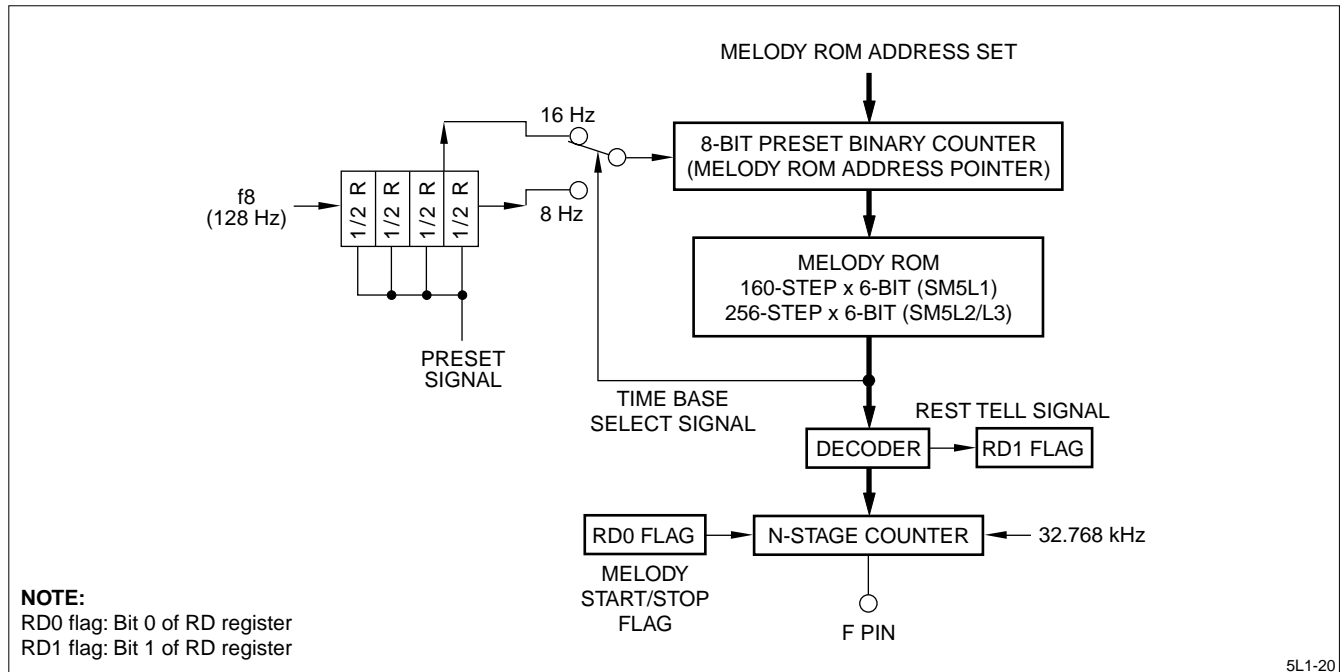 MELODY ROM ADDRESS SET
16 Hz
8-BIT PRESET BINARY COUNTER
(MELODY ROM ADDRESS POINTER)
f8
(128 Hz)
1/2 R
1/2 R
1/2 R
1/2 R
8 Hz
MELODY ROM
160-STEP x 6-BIT (SM5L1)
256-STEP x 6-BIT (SM5L2/L3)
PRESET
SIGNAL
TIME BASE
SELECT SIGNAL
REST TELL SIGNAL
DECODER
RD1 FLAG
RD0 FLAG
N-STAGE COUNTER
32.768 kHz
MELODY
START/STOP
FLAG
F PIN
NOTE:
RD0 flag: Bit 0 of RD register
RD1 flag: Bit 1 of RD register
5L1-20